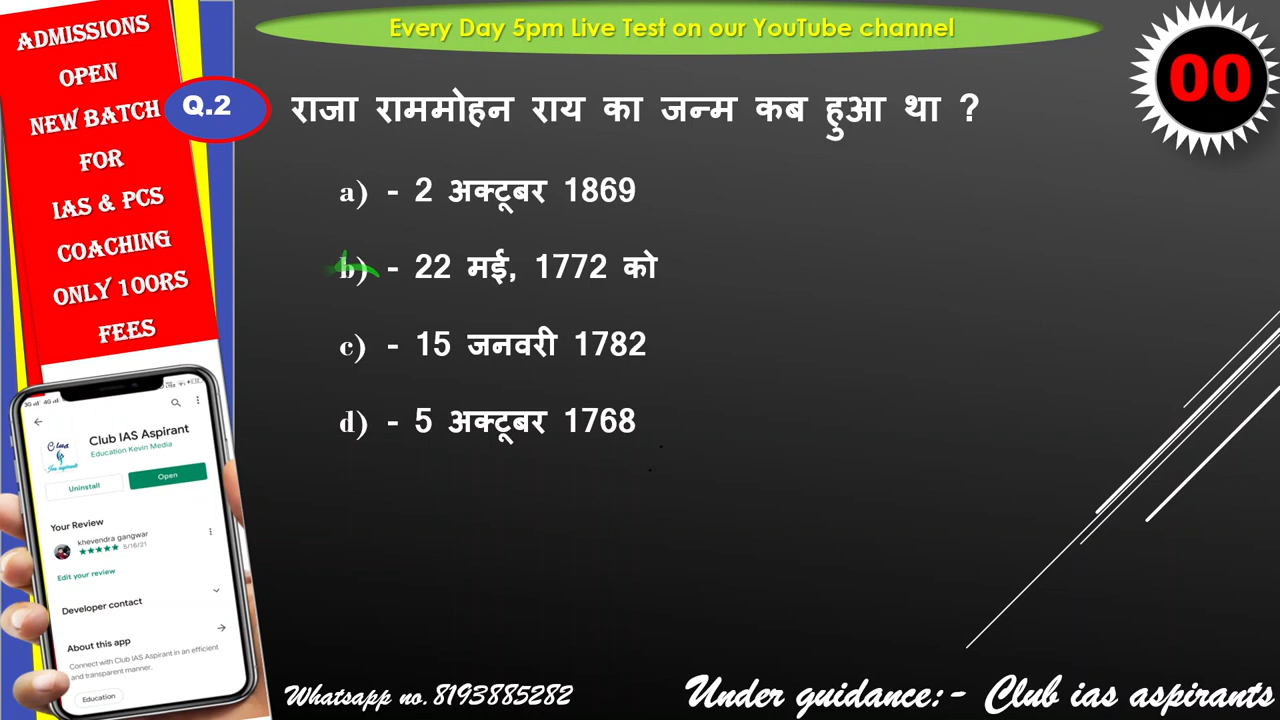 Every Day 5pm Live Test on our YouTube channel
ADMISSIONS
OPEN
NEW BATCH
FOR
IAS & PCS
COACHING
ONLY 100RS
FEES
00
Q.2 राजा राममोहन राय का जन्म कब हुआ था ?
a) - 2 अक्टूबर 1869
b) - 22 मई, 1772 को
c) - 15 जनवरी 1782
d) - 5 अक्टूबर 1768
Club IAS Aspirant
Education Kevin Media
Uninstall Open
Your Review
khevendra gangwar
5/16/21
Edit your review
Developer contact
About this app
Connect with Club IAS Aspirant in an efficient
and transparent manner.
Education
Whatsapp no. 8193885282
Under guidance:- Club ias aspirants